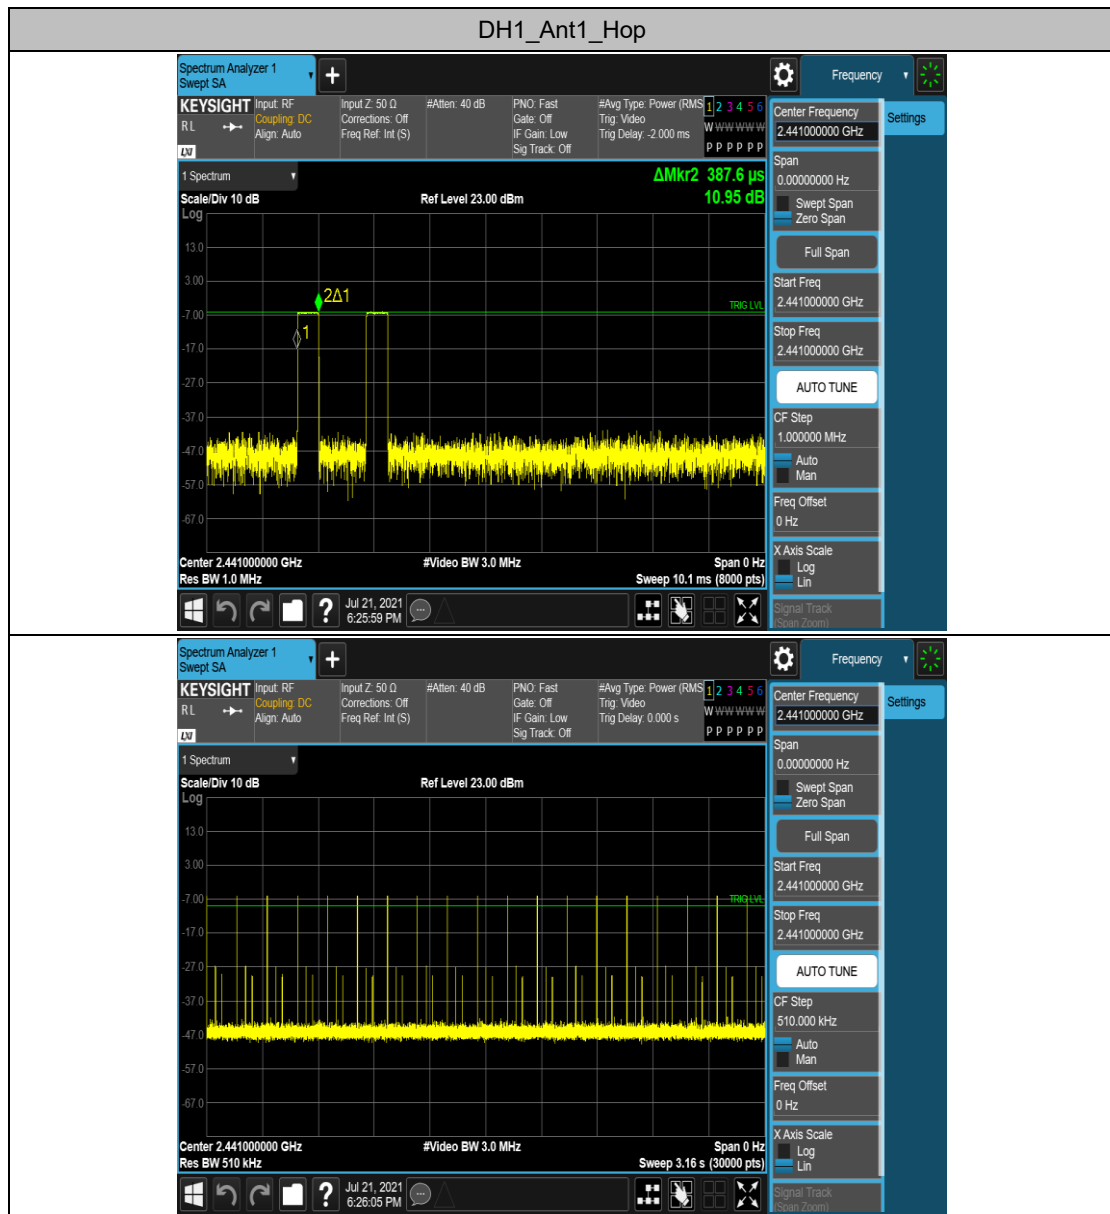 DH1_Ant1_Hop
Spectrum Analyzer 1
Swept SA
+
Frequency
KEYSIGHT
RL
LXI
Input: RF
Coupling: DC
Align: Auto
Input Z: 50 Ω
Corrections: Off
Freq Ref: Int (S)
#Atten: 40 dB
PNO: Fast
Gate: Off
IF Gain: Low
Sig Track: Off
#Avg Type: Power (RMS
Trig: Video
Trig Delay: -2.000 ms
1 2 3 4 5 6
W W W W W W
P P P P P P
Center Frequency
2.441000000 GHz
Settings
1 Spectrum
ΔMkr2 387.6 µs
10.95 dB
Scale/Div 10 dB
Ref Level 23.00 dBm
Log
13.0
3.00
-7.00
-17.0
-27.0
-37.0
-47.0
-57.0
-67.0
2Δ1
1
TRIG LVL
Span
0.00000000 Hz
Swept Span
Zero Span
Full Span
Start Freq
2.441000000 GHz
Stop Freq
2.441000000 GHz
AUTO TUNE
CF Step
1.000000 MHz
Auto
Man
Freq Offset
0 Hz
X Axis Scale
Log
Lin
Signal Track
(Span Zoom)
Center 2.441000000 GHz
#Video BW 3.0 MHz
Span 0 Hz
Res BW 1.0 MHz
Sweep 10.1 ms (8000 pts)
?
Jul 21, 2021
6:25:59 PM
Spectrum Analyzer 1
Swept SA
+
Frequency
KEYSIGHT
RL
LXI
Input: RF
Coupling: DC
Align: Auto
Input Z: 50 Ω
Corrections: Off
Freq Ref: Int (S)
#Atten: 40 dB
PNO: Fast
Gate: Off
IF Gain: Low
Sig Track: Off
#Avg Type: Power (RMS
Trig: Video
Trig Delay: 0.000 s
1 2 3 4 5 6
W W W W W W
P P P P P P
Center Frequency
2.441000000 GHz
Settings
1 Spectrum
Scale/Div 10 dB
Ref Level 23.00 dBm
Log
13.0
3.00
-7.00
-17.0
-27.0
-37.0
-47.0
-57.0
-67.0
TRIG LVL
Span
0.00000000 Hz
Swept Span
Zero Span
Full Span
Start Freq
2.441000000 GHz
Stop Freq
2.441000000 GHz
AUTO TUNE
CF Step
510.000 kHz
Auto
Man
Freq Offset
0 Hz
X Axis Scale
Log
Lin
Signal Track
(Span Zoom)
Center 2.441000000 GHz
#Video BW 3.0 MHz
Span 0 Hz
Res BW 510 kHz
Sweep 3.16 s (30000 pts)
?
Jul 21, 2021
6:26:05 PM